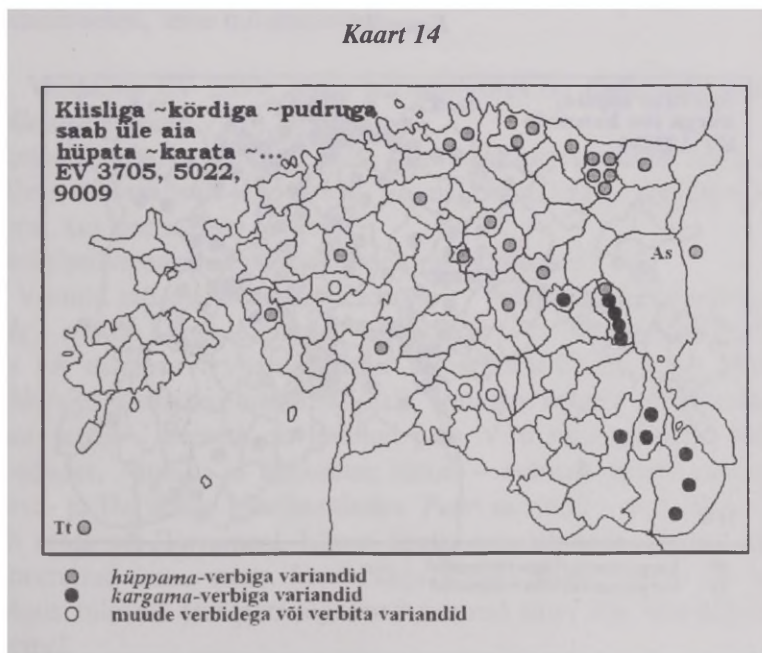 Kaart 14
Kiisliga ~kördiga ~pudruga
saab üle aia
hüpata ~karata ~...
EV 3705, 5022,
9009
As
Tt
hüppama-verbiga variandid
kargama-verbiga variandid
muude verbidega või verbita variandid